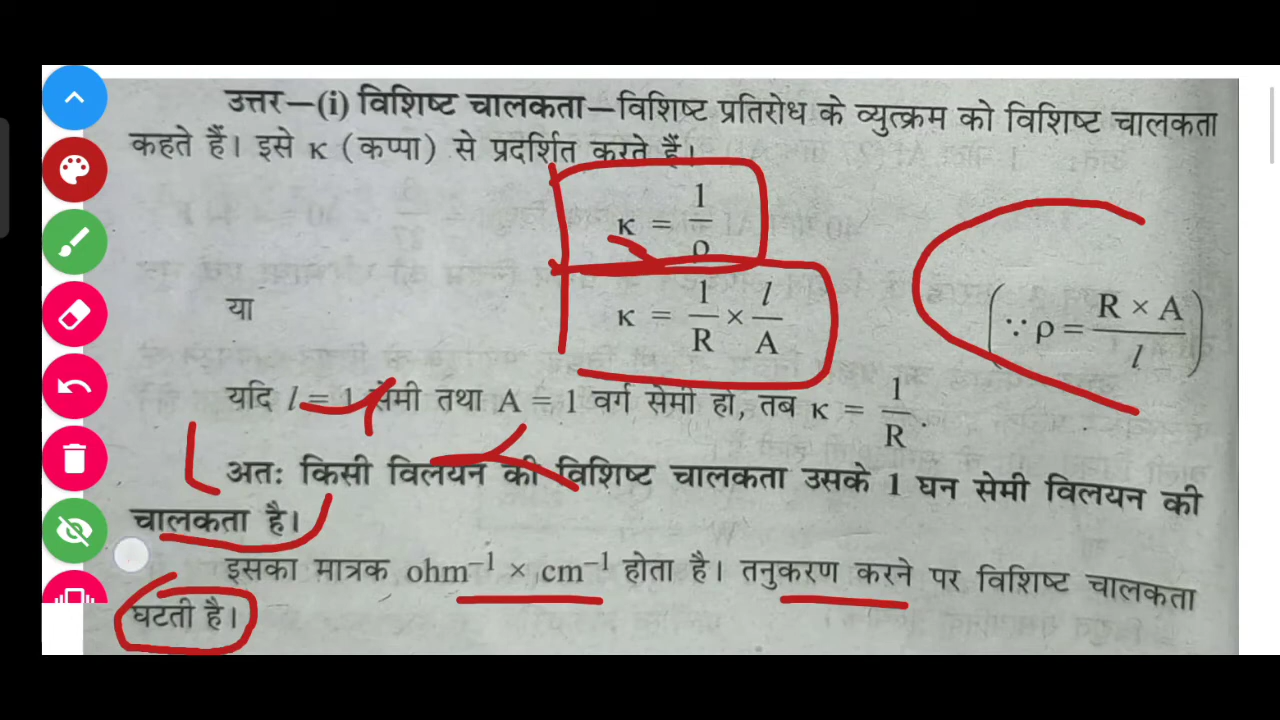 उत्तर–(i) विशिष्ट चालकता–विशिष्ट प्रतिरोध के व्युत्क्रम को विशिष्ट चालकता
कहते हैं। इसे κ (कप्पा) से प्रदर्शित करते हैं।
κ = 1/ρ
या κ = 1/R × l/A (∵ ρ = R × A/l)
यदि l = 1 सेमी तथा A = 1 वर्ग सेमी हो, तब κ = 1/R.
अतः किसी विलयन की विशिष्ट चालकता उसके 1 घन सेमी विलयन की
चालकता है।
इसका मात्रक ohm⁻¹ × cm⁻¹ होता है। तनुकरण करने पर विशिष्ट चालकता
घटती है।